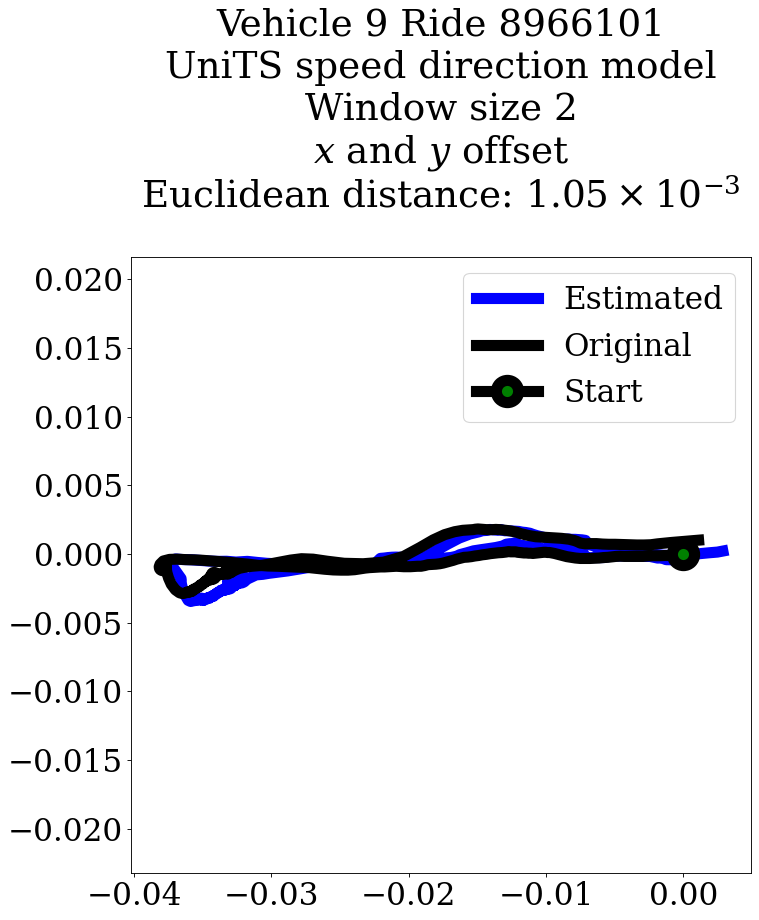 Vehicle 9 Ride 8966101
UniTS speed direction model
Window size 2
x and y offset
Euclidean distance: 1.05 × 10⁻³
Estimated
Original
Start
0.020
0.015
0.010
0.005
0.000
−0.005
−0.010
−0.015
−0.020
−0.04
−0.03
−0.02
−0.01
0.00